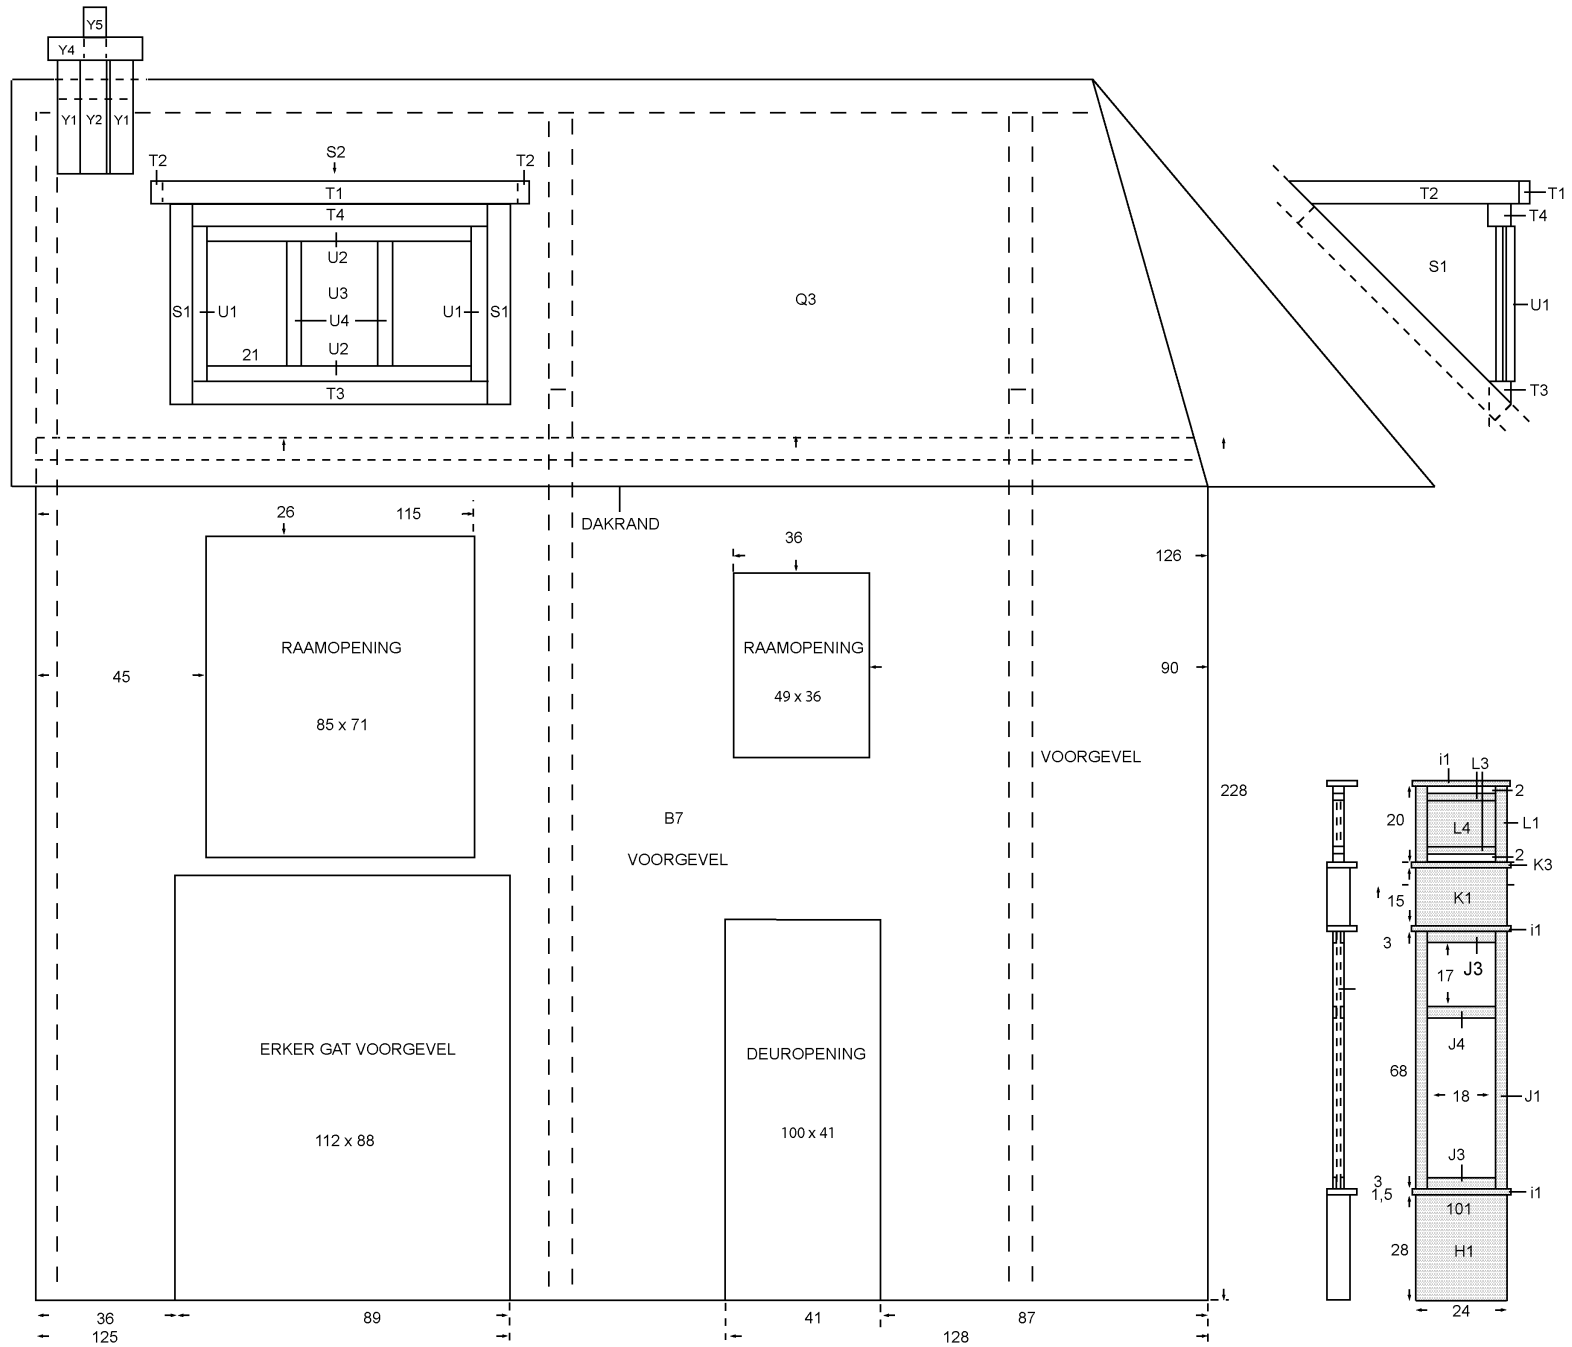 Y5
Y4
Y1 Y2 Y1
T2 S2 T2
T1
T4
U2
U3
S1 U1 U4 U1 S1
21 U2
T3
Q3
T2 T1
T4
S1
U1
T3
26 115
DAKRAND
36
126
RAAMOPENING
85 x 71
45
RAAMOPENING
49 x 36
90
VOORGEVEL
228
B7
VOORGEVEL
ERKER GAT VOORGEVEL
112 x 88
DEUROPENING
100 x 41
36 89 41 87
125 128
i1 L3
2
20 L4 L1
2
K3
15 K1
i1
3
17 J3
J4
68
18 J1
J3
3
1,5 i1
101
28 H1
24